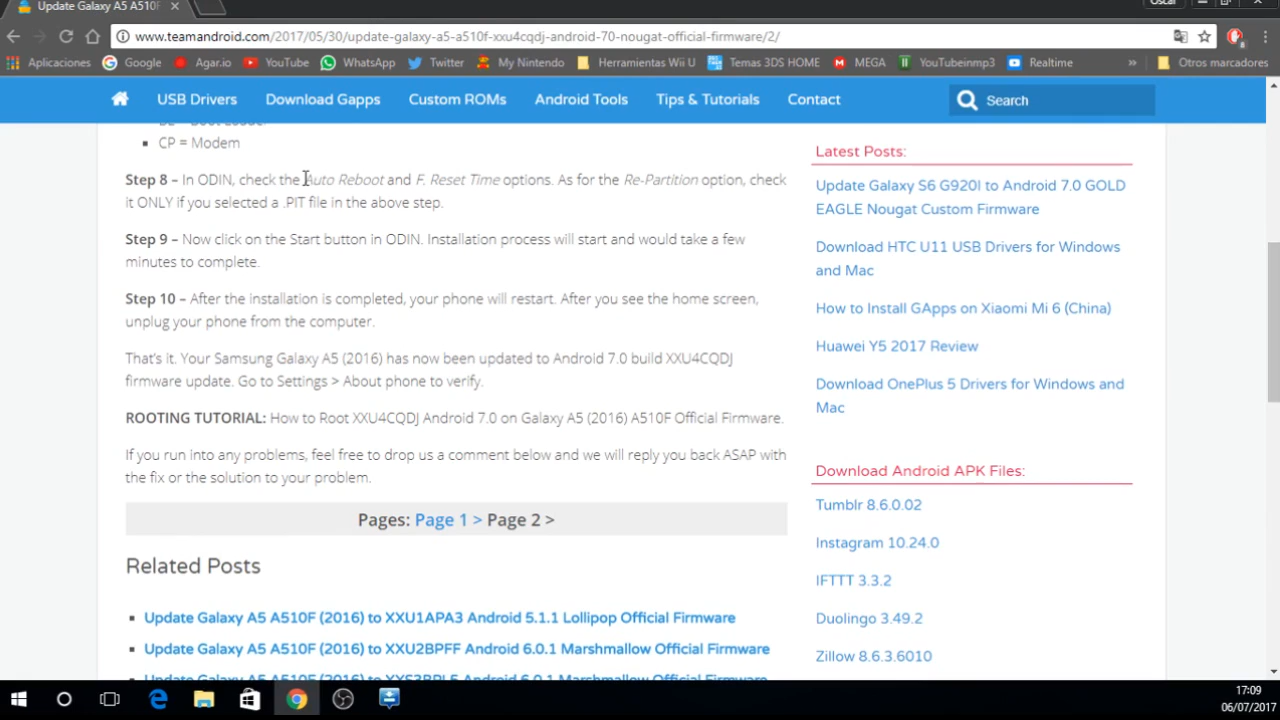 Update Galaxy A5 A510F
Oscar
www.teamandroid.com/2017/05/30/update-galaxy-a5-a510f-xxu4cqdj-android-70-nougat-official-firmware/2/
Aplicaciones Google Agar.io YouTube WhatsApp Twitter My Nintendo Herramientas Wii U Temas 3DS HOME MEGA YouTubeinmp3 Realtime » Otros marcadores
USB Drivers Download Gapps Custom ROMs Android Tools Tips & Tutorials Contact Search
CP = Modem
Step 8 – In ODIN, check the Auto Reboot and F. Reset Time options. As for the Re-Partition option, check
it ONLY if you selected a .PIT file in the above step.
Step 9 – Now click on the Start button in ODIN. Installation process will start and would take a few
minutes to complete.
Step 10 – After the installation is completed, your phone will restart. After you see the home screen,
unplug your phone from the computer.
That's it. Your Samsung Galaxy A5 (2016) has now been updated to Android 7.0 build XXU4CQDJ
firmware update. Go to Settings > About phone to verify.
ROOTING TUTORIAL: How to Root XXU4CQDJ Android 7.0 on Galaxy A5 (2016) A510F Official Firmware.
If you run into any problems, feel free to drop us a comment below and we will reply you back ASAP with
the fix or the solution to your problem.
Pages: Page 1 > Page 2 >
Related Posts
Update Galaxy A5 A510F (2016) to XXU1APA3 Android 5.1.1 Lollipop Official Firmware
Update Galaxy A5 A510F (2016) to XXU2BPFF Android 6.0.1 Marshmallow Official Firmware
Update Galaxy A5 A510F (2016) to XXS3BPL5 Android 6.0.1 Marshmallow Official Firmware
Latest Posts:
Update Galaxy S6 G920I to Android 7.0 GOLD
EAGLE Nougat Custom Firmware
Download HTC U11 USB Drivers for Windows
and Mac
How to Install GApps on Xiaomi Mi 6 (China)
Huawei Y5 2017 Review
Download OnePlus 5 Drivers for Windows and
Mac
Download Android APK Files:
Tumblr 8.6.0.02
Instagram 10.24.0
IFTTT 3.3.2
Duolingo 3.49.2
Zillow 8.6.3.6010
17:09
06/07/2017